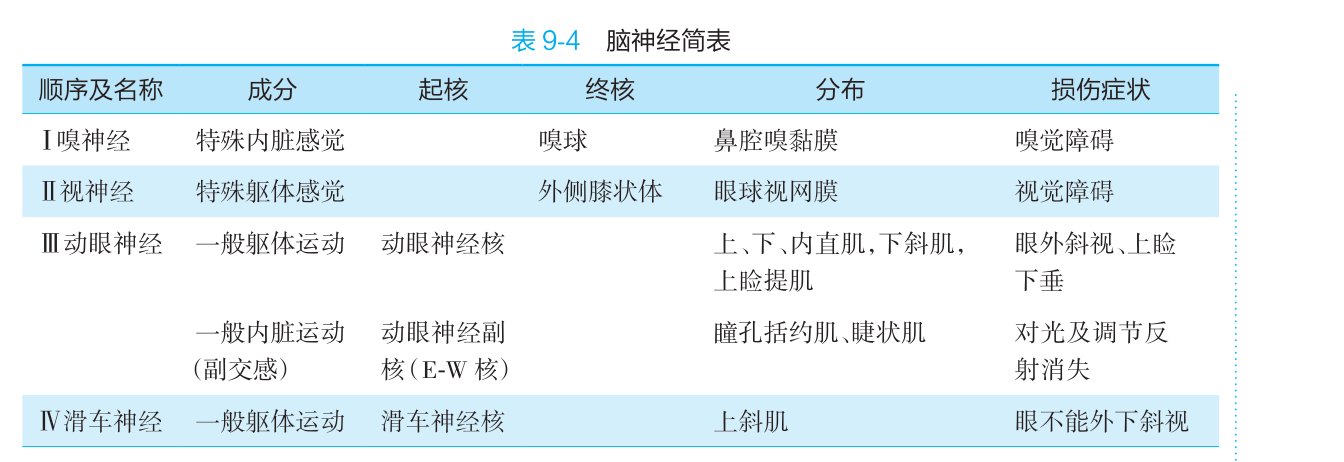 表 9-4 脑神经简表
顺序及名称 成分 起核 终核 分布 损伤症状
Ⅰ嗅神经 特殊内脏感觉 嗅球 鼻腔嗅黏膜 嗅觉障碍
Ⅱ视神经 特殊躯体感觉 外侧膝状体 眼球视网膜 视觉障碍
Ⅲ动眼神经 一般躯体运动 动眼神经核 上、下、内直肌,下斜肌, 眼外斜视、上睑
上睑提肌 下垂
一般内脏运动 动眼神经副 瞳孔括约肌、睫状肌 对光及调节反
(副交感) 核(E-W 核) 射消失
Ⅳ滑车神经 一般躯体运动 滑车神经核 上斜肌 眼不能外下斜视